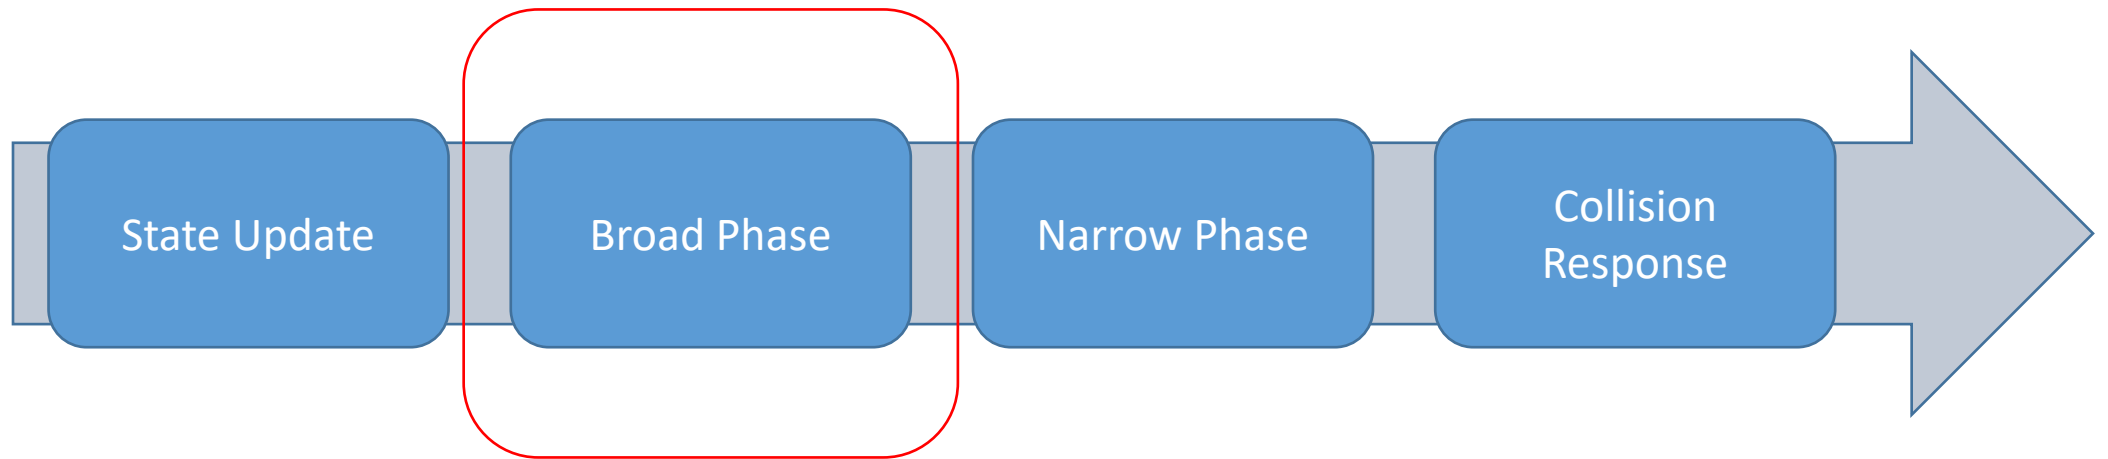 State Update
Broad Phase
Narrow Phase
Collision
Response